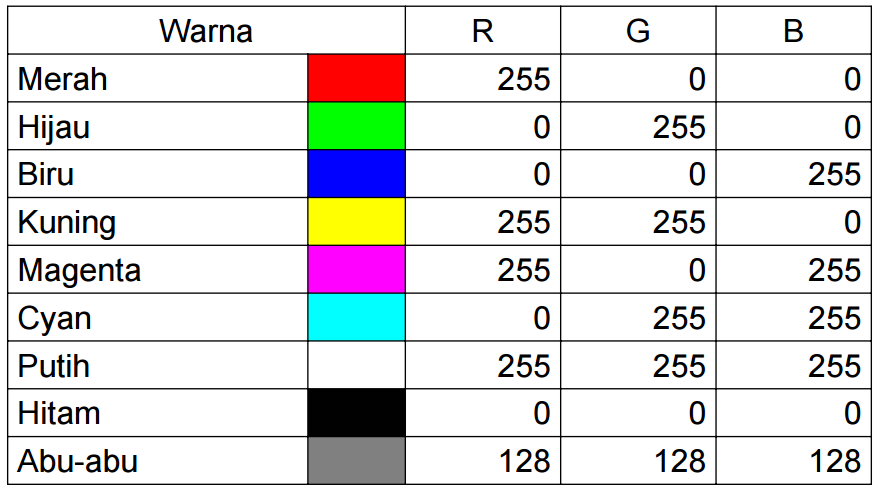 Warna R G B
Merah 255 0 0
Hijau 0 255 0
Biru 0 0 255
Kuning 255 255 0
Magenta 255 0 255
Cyan 0 255 255
Putih 255 255 255
Hitam 0 0 0
Abu-abu 128 128 128